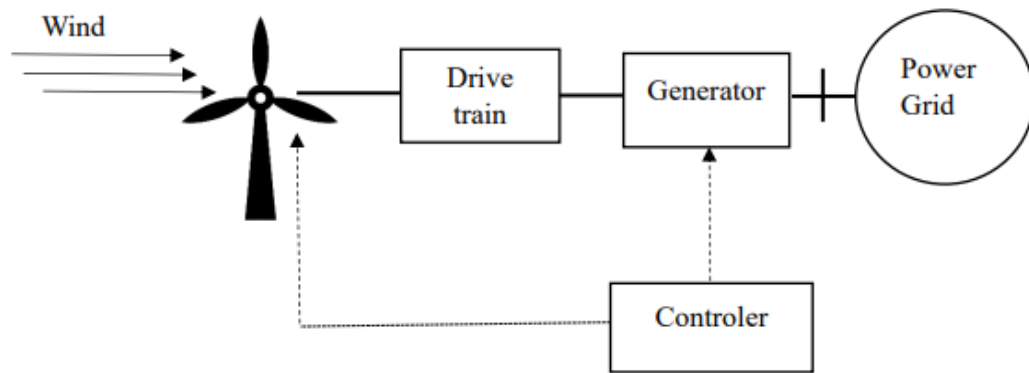 Wind
Drive
train
Generator
Power
Grid
Controler